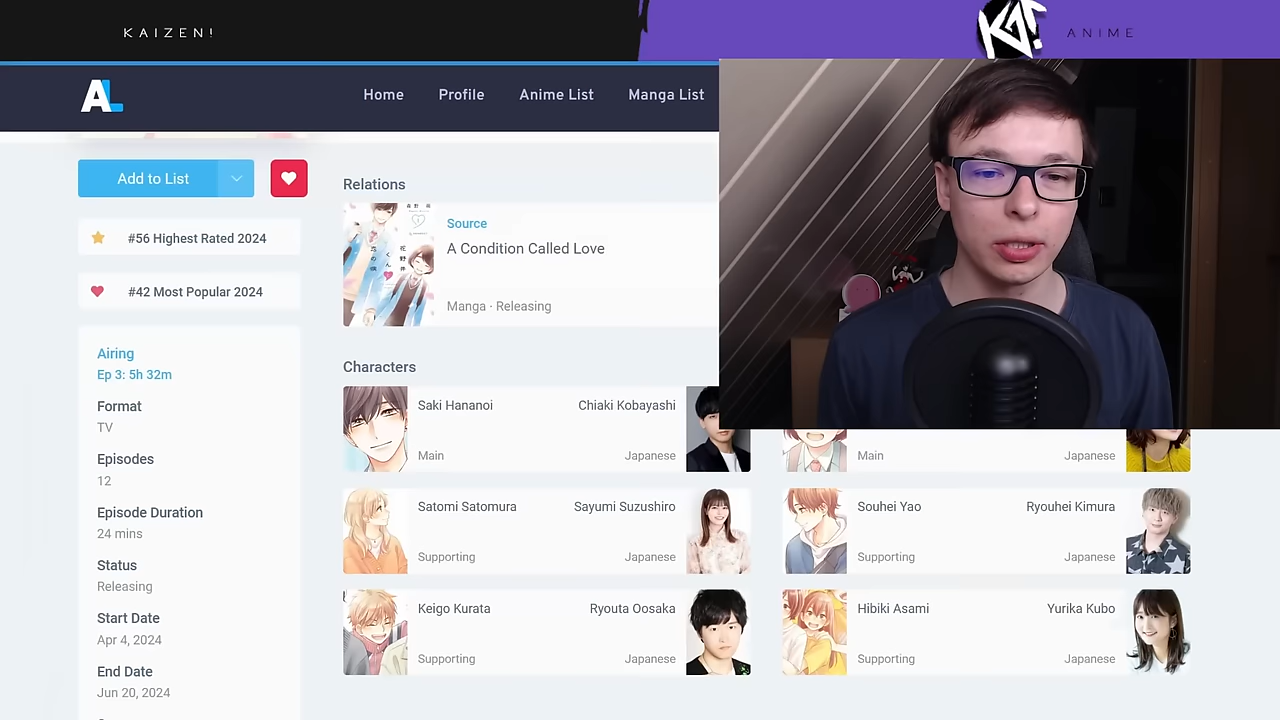 KAIZEN!
ANIME
AL
Home
Profile
Anime List
Manga List
Add to List
#56 Highest Rated 2024
#42 Most Popular 2024
Airing
Ep 3: 5h 32m
Format
TV
Episodes
12
Episode Duration
24 mins
Status
Releasing
Start Date
Apr 4, 2024
End Date
Jun 20, 2024
Relations
Source
A Condition Called Love
Manga · Releasing
Characters
Saki Hananoi
Chiaki Kobayashi
Main
Japanese
Main
Japanese
Satomi Satomura
Sayumi Suzushiro
Supporting
Japanese
Souhei Yao
Ryouhei Kimura
Supporting
Japanese
Keigo Kurata
Ryouta Oosaka
Supporting
Japanese
Hibiki Asami
Yurika Kubo
Supporting
Japanese